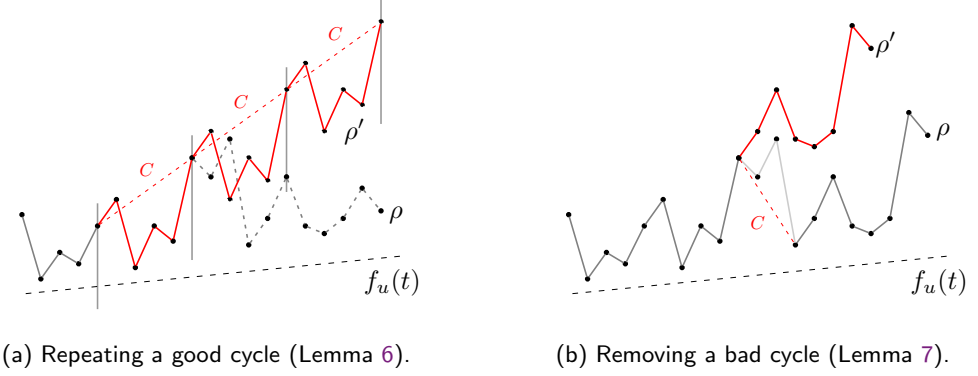 C
ρ′
C
C
ρ′
ρ
C
ρ
f_u(t)
f_u(t)
(a) Repeating a good cycle (Lemma 6).
(b) Removing a bad cycle (Lemma 7).